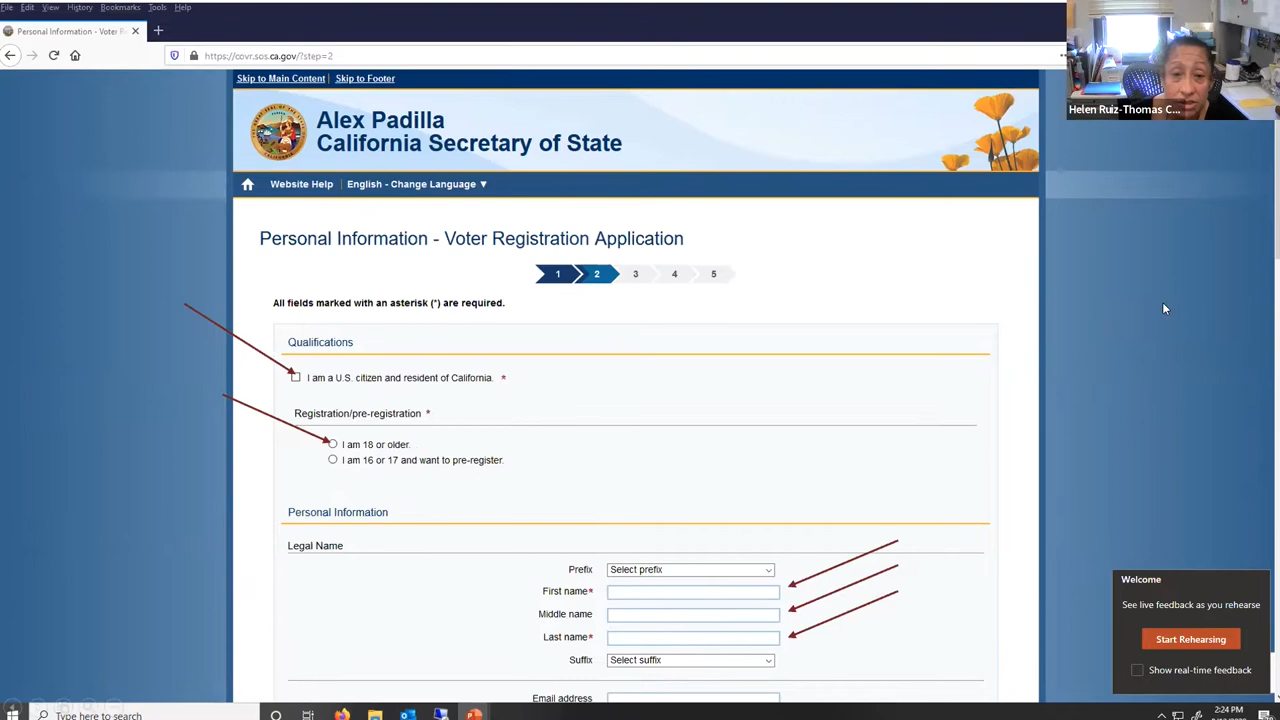 File Edit View History Bookmarks Tools Help
Personal Information - Voter R
https://covr.sos.ca.gov/?step=2
Helen Ruiz-Thomas C...
Skip to Main Content | Skip to Footer
Alex Padilla
California Secretary of State
Website Help | English - Change Language ▼
Personal Information - Voter Registration Application
1 2 3 4 5
All fields marked with an asterisk (*) are required.
Qualifications
I am a U.S. citizen and resident of California. *
Registration/pre-registration *
I am 18 or older.
I am 16 or 17 and want to pre-register.
Personal Information
Legal Name
Prefix Select prefix
First name*
Middle name
Last name*
Suffix Select suffix
Email address
Welcome
See live feedback as you rehearse
Start Rehearsing
Show real-time feedback
Type here to search
2:24 PM